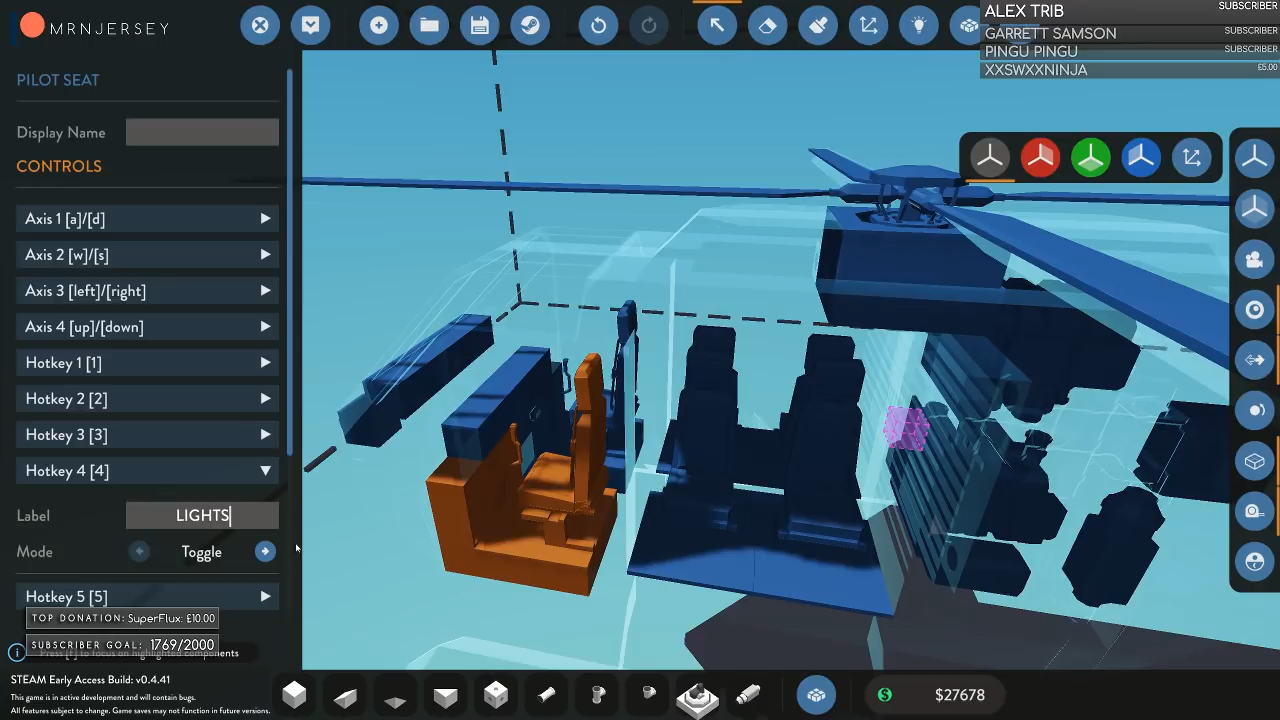 MRNJERSEY
ALEX TRIB SUBSCRIBER
GARRETT SAMSON SUBSCRIBER
PINGU PINGU SUBSCRIBER
XXSWXXNINJA £5.00
PILOT SEAT
Display Name
CONTROLS
Axis 1 [a]/[d]
Axis 2 [w]/[s]
Axis 3 [left]/[right]
Axis 4 [up]/[down]
Hotkey 1 [1]
Hotkey 2 [2]
Hotkey 3 [3]
Hotkey 4 [4]
Label LIGHTS
Mode Toggle
Hotkey 5 [5]
TOP DONATION: SuperFlux: £10.00
SUBSCRIBER GOAL: 1769/2000
Press [f] to focus on highlighted components
STEAM Early Access Build: v0.4.41
This game is in active development and will contain bugs.
All features subject to change. Game saves may not function in future versions.
$ $27678